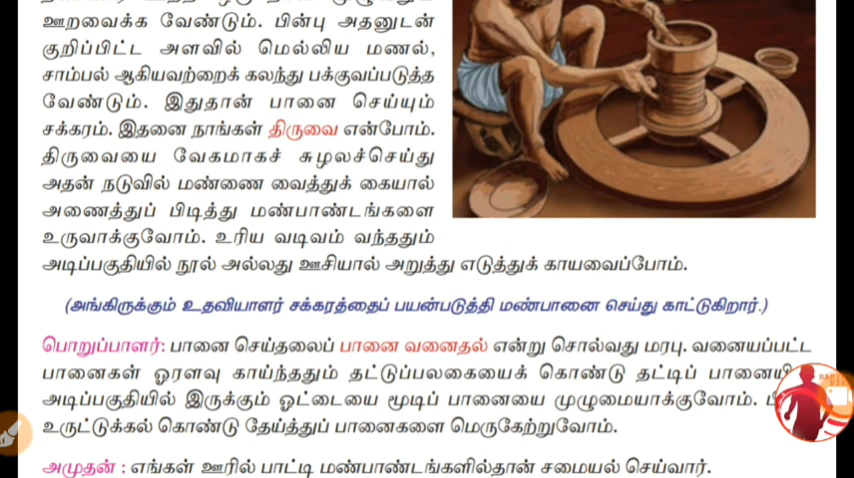 ஊறவைக்க வேண்டும். பின்பு அதனுடன்
குறிப்பிட்ட அளவில் மெல்லிய மணல்,
சாம்பல் ஆகியவற்றைக் கலந்து பக்குவப்படுத்த
வேண்டும். இதுதான் பானை செய்யும்
சக்கரம். இதனை நாங்கள் திருவை என்போம்.
திருவையை வேகமாகச் சுழலச்செய்து
அதன் நடுவில் மண்ணை வைத்துக் கையால்
அணைத்துப் பிடித்து மண்பாண்டங்களை
உருவாக்குவோம். உரிய வடிவம் வந்ததும்
அடிப்பகுதியில் நூல் அல்லது ஊசியால் அறுத்து எடுத்துக் காயவைப்போம்.
(அங்கிருக்கும் உதவியாளர் சக்கரத்தைப் பயன்படுத்தி மண்பானை செய்து காட்டுகிறார்.)
பொறுப்பாளர்: பானை செய்தலைப் பானை வனைதல் என்று சொல்வது மரபு. வனையப்பட்ட
பானைகள் ஓரளவு காய்ந்ததும் தட்டுப்பலகையைக் கொண்டு தட்டிப்
அடிப்பகுதியில் இருக்கும் ஓட்டையை மூடிப் பானையை முழுமையாக்குவோம்.
உருட்டுக்கல் கொண்டு தேய்த்துப் பானைகளை மெருகேற்றுவோம்.
அமுதன் : எங்கள் ஊரில் பாட்டி மண்பாண்டங்களில்தான் சமையல் செய்வார்.